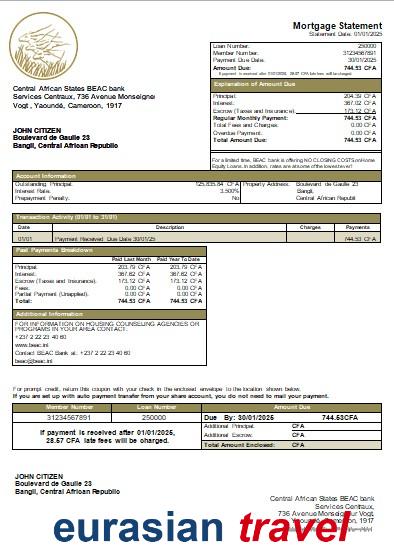 Mortgage Statement
Statement Date: 01/01/2025
Loan Number: 250000
Member Number: 31234567891
Payment Due Date: 30/01/2025
Amount Due: 744.53 CFA
If payment is received after 01/01/2025, 28.57 CFA late fees will be charged.
Central African States BEAC bank
Services Centraux, 736 Avenue Monseigne
Vogt , Yaoundé, Cameroon, 1917
Explanation of Amount Due
Principal: 204.39 CFA
Interest: 367.02 CFA
Escrow (Taxes and Insurance): 173.12 CFA
Regular Monthly Payment: 744.53 CFA
Total Fees and Charges: 0.00 CFA
Overdue Payment: 0.00 CFA
Total Amount Due: 744.53 CFA
JOHN CITIZEN
Boulevard de Gaulle 23
Bangii, Central African Republic
For a limited time, BEAC bank is offering NO CLOSING COSTS on Home
Equity Loans. In addition, rates are at some of the lowest ever!
Account Information
Outstanding Principal: 125,835.84 CFA Property Address: Boulevard de Gaulle 23
Interest Rate: 3.500% Bangii,
Prepayment Penalty: No Central African Republi
Transaction Activity (01/01 to 31/01)
Date Description Charges Payments
01/01 Payment Received Due Date 30/01/25 744.53 CFA
Past Payments Breakdown
Paid Last Month Paid Year To Date
Principal: 203.79 CFA 203.79 CFA
Interest: 367.62 CFA 367.62 CFA
Escrow (Taxes and Insurance): 173.12 CFA 173.12 CFA
Fees: 0.00 CFA 0.00 CFA
Partial Payment (Unapplied): 0.00 CFA 0.00 CFA
Total: 744.53 CFA 744.53 CFA
Additional Information
FOR INFORMATION ON HOUSING COUNSELING AGENCIES OR
PROGRAMS IN YOUR AREA CONTACT:
+237 2 22 23 40 60
www.beac.inl
Contact BEAC Bank at: +237 2 22 23 40 60
beac@beac.inl
For prompt credit, return this coupon with your check in the enclosed envelope to the location shown below.
If you are set up with auto payment transfer from your share account, you do not need to mail your payment.
Member Number Loan Number Amount Due
31234567891 250000 Due By: 30/01/2025 744.53CFA
If payment is received after 01/01/2025,
28.57 CFA late fees will be charged.
Additional Principal: CFA
Additional Escrow: CFA
Total Amount Enclosed: CFA
JOHN CITIZEN
Boulevard de Gaulle 23
Bangii, Central African Republic
Central African States BEAC bank
Services Centraux,
736 Avenue Monseigneur Vogt,
eurasian travel